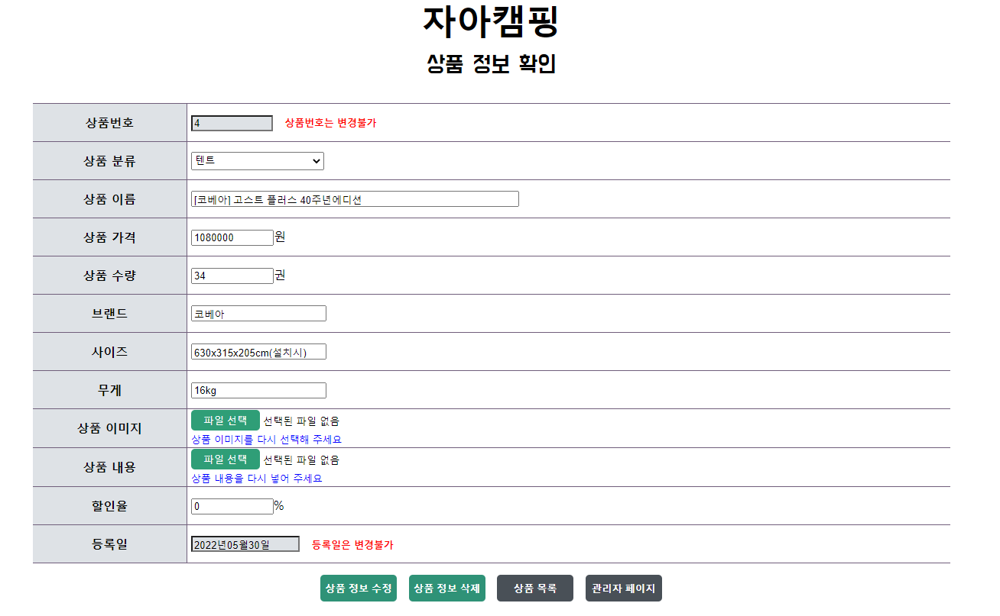 자아캠핑
상품 정보 확인
상품번호 4 상품번호는 변경불가
상품 분류 텐트
상품 이름 [코베아] 고스트 플러스 40주년에디션
상품 가격 1080000 원
상품 수량 34 권
브랜드 코베아
사이즈 630x315x205cm(설치시)
무게 16kg
상품 이미지 파일 선택 선택된 파일 없음
상품 이미지를 다시 선택해 주세요
상품 내용 파일 선택 선택된 파일 없음
상품 내용을 다시 넣어 주세요
할인율 0 %
등록일 2022년05월30일 등록일은 변경불가
상품 정보 수정 상품 정보 삭제 상품 목록 관리자 페이지